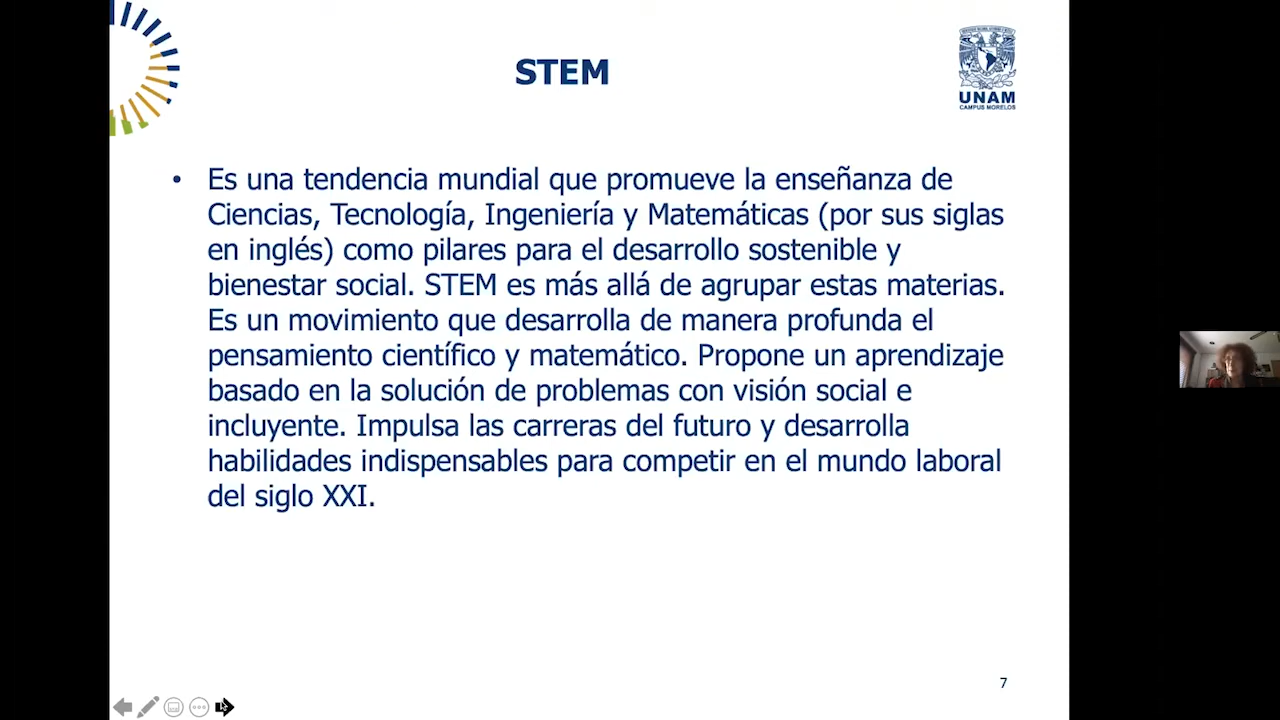 STEM
UNAM
CAMPUS MORELOS
• Es una tendencia mundial que promueve la enseñanza de
Ciencias, Tecnología, Ingeniería y Matemáticas (por sus siglas
en inglés) como pilares para el desarrollo sostenible y
bienestar social. STEM es más allá de agrupar estas materias.
Es un movimiento que desarrolla de manera profunda el
pensamiento científico y matemático. Propone un aprendizaje
basado en la solución de problemas con visión social e
incluyente. Impulsa las carreras del futuro y desarrolla
habilidades indispensables para competir en el mundo laboral
del siglo XXI.
7